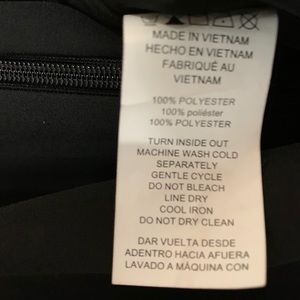 MADE IN VIETNAM
HECHO EN VIETNAM
FABRIQUÉ AU
VIETNAM
100% POLYESTER
100% poliéster
100% POLYESTER
TURN INSIDE OUT
MACHINE WASH COLD
SEPARATELY
GENTLE CYCLE
DO NOT BLEACH
LINE DRY
COOL IRON
DO NOT DRY CLEAN
DAR VUELTA DESDE
ADENTRO HACIA AFUERA
LAVADO A MÁQUINA CON